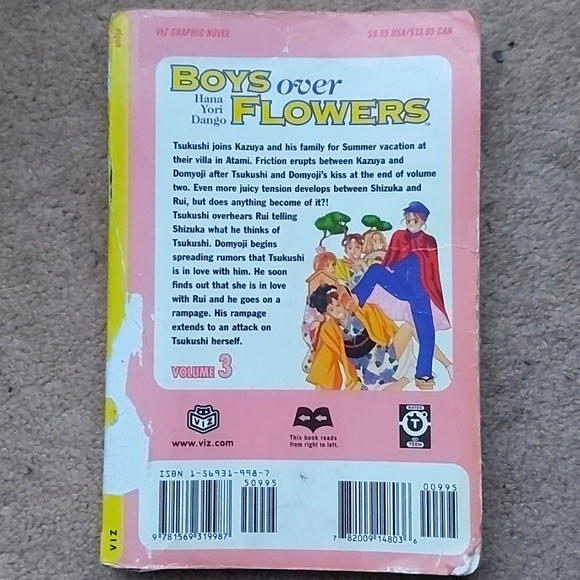 VIZ GRAPHIC NOVEL
$9.95 USA/$13.95 CAN
BOYS over
Hana
Yori
Dango
FLOWERS™
Tsukushi joins Kazuya and his family for Summer vacation at
their villa in Atami. Friction erupts between Kazuya and
Domyoji after Tsukushi and Domyoji's kiss at the end of volume
two. Even more juicy tension develops between Shizuka and
Rui, but does anything become of it?!
Tsukushi overhears Rui telling
Shizuka what he thinks of
Tsukushi. Domyoji begins
spreading rumors that Tsukushi
is in love with him. He soon
finds out that she is in love
with Rui and he goes on a
rampage. His rampage
extends to an attack on
Tsukushi herself.
VOLUME 3
VIZ
www.viz.com
This book reads
from right to left.
RATED
T
TEEN
ISBN 1-56931-998-7
50995
9 781569 319987
00995
7 82009 14803 6
VIZ